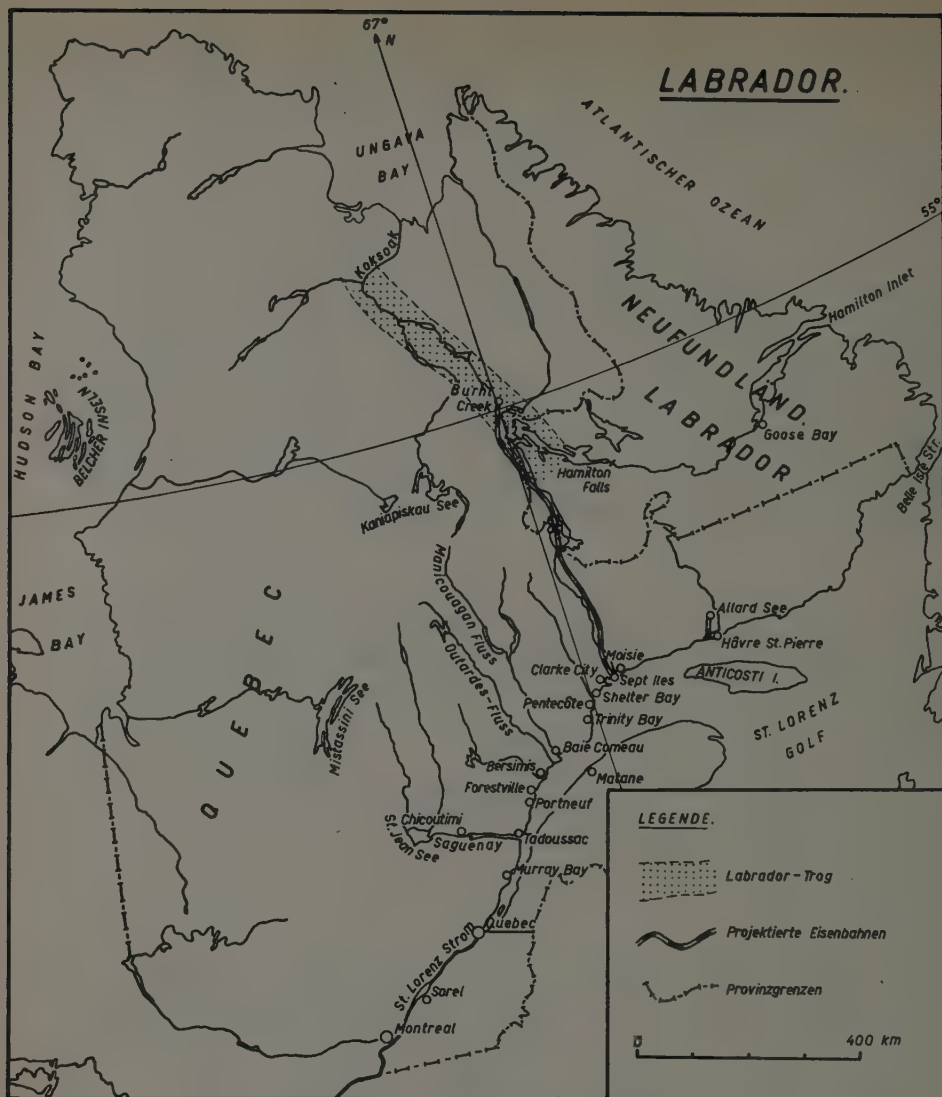 67°
N
LABRADOR.
ATLANTISCHER OZEAN
UNGAVA
BAY
55°
Koksoak
Hamilton Inlet
NEUFUNDLAND.
LABRADOR
HUDSON BAY
BELCHER INSELN
Burnt
Creek
Goose Bay
Hamilton
Falls
Belle Isle Str.
Kaniapiskau See
Manicouagan Fluss
JAMES
BAY
QUEBEC
Outardes-Fluss
Mistassini See
Allard See
Hâvre St. Pierre
Moisie
Clarke City
Sept Iles
ANTICOSTI I.
Shelter Bay
Pentecôte
Trinity Bay
ST. LORENZ
GOLF
Baie Comeau
Bersimis
Matane
Forestville
Portneuf
Chicoutimi
St. Jean See
Saguenay
Tadoussac
Murray Bay
Quebec
St. Lorenz Strom
Sorel
Montreal
LEGENDE.
Labrador-Trog
Projektierte Eisenbahnen
Provinzgrenzen
0 400 km